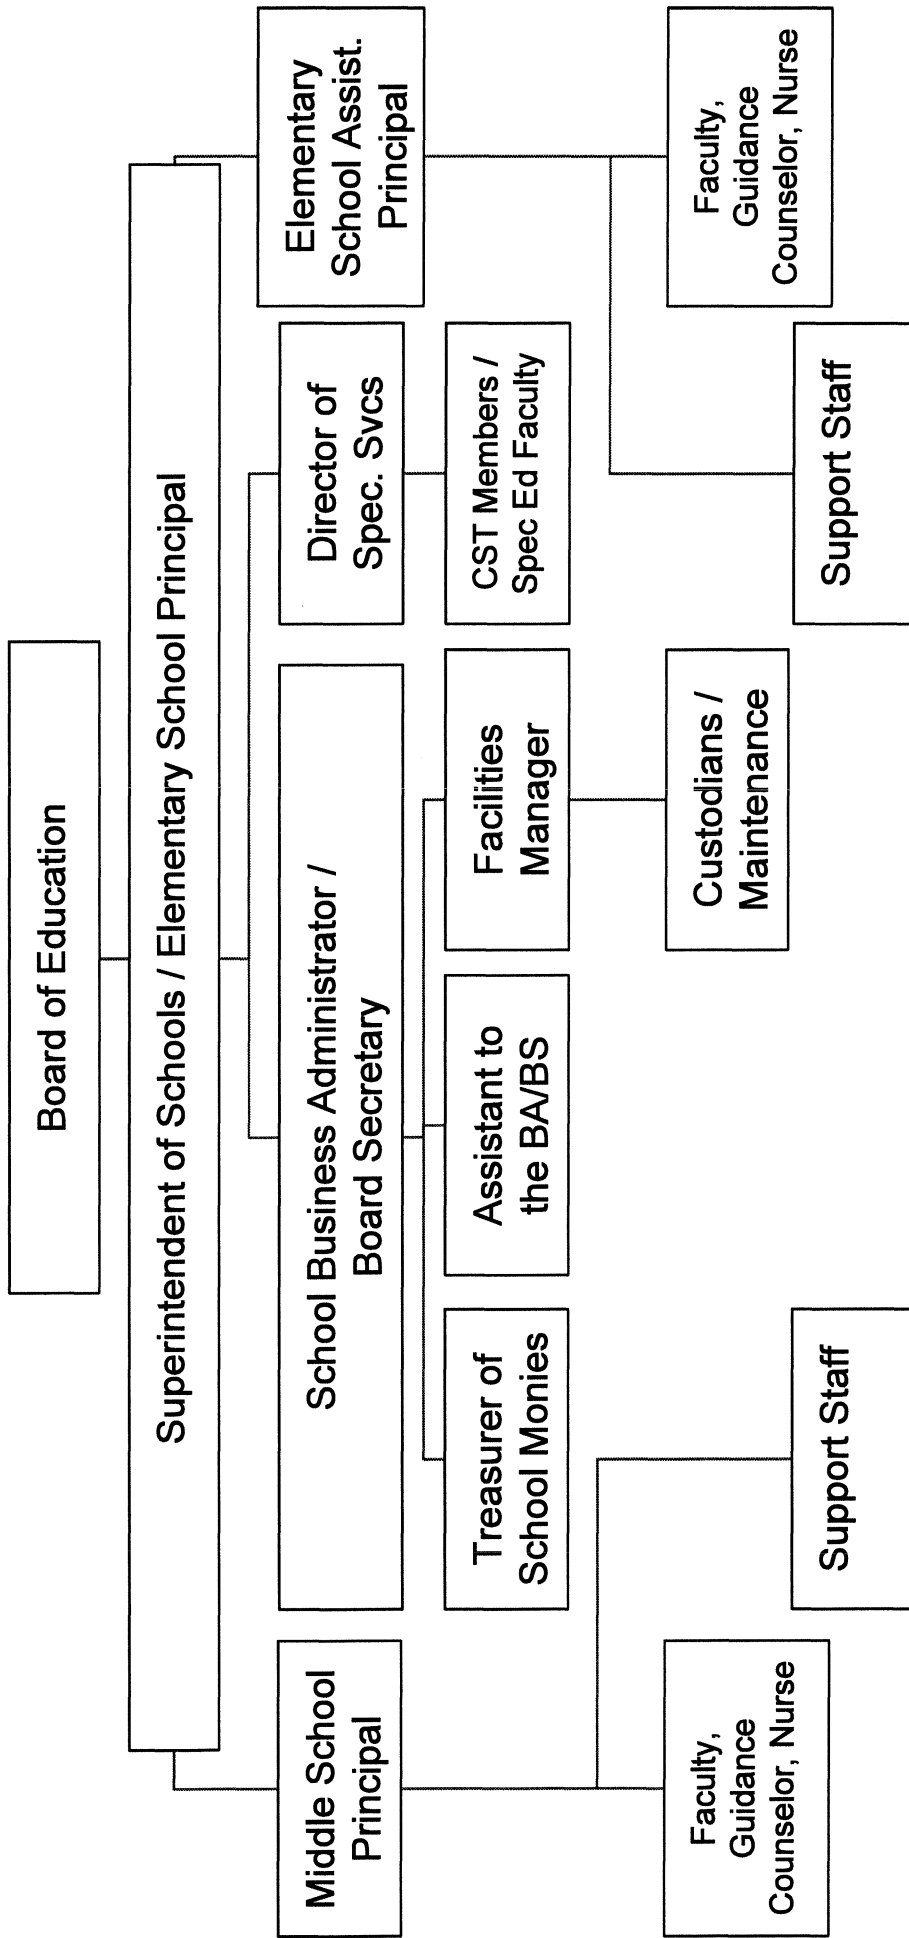 Board of Education
Superintendent of Schools / Elementary School Principal
Middle School
Principal
School Business Administrator /
Board Secretary
Director of
Spec. Svcs
Elementary
School Assist.
Principal
Treasurer of
School Monies
Assistant to
the BA/BS
Facilities
Manager
CST Members /
Spec Ed Faculty
Faculty,
Guidance
Counselor, Nurse
Custodians /
Maintenance
Faculty,
Guidance
Counselor, Nurse
Support Staff
Support Staff